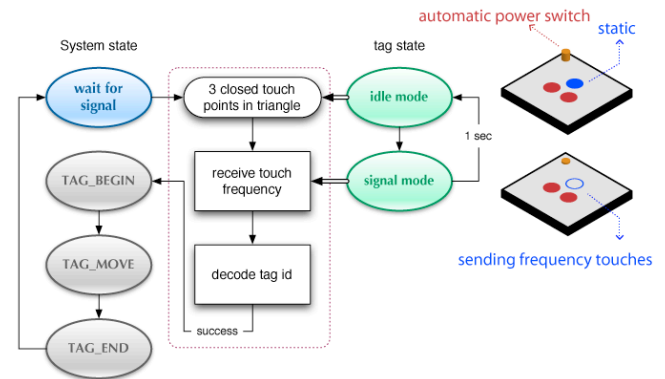 automatic power switch
static
System state
tag state
wait for
signal
3 closed touch
points in triangle
idle mode
1 sec
TAG_BEGIN
receive touch
frequency
signal mode
TAG_MOVE
decode tag id
sending frequency touches
success
TAG_END